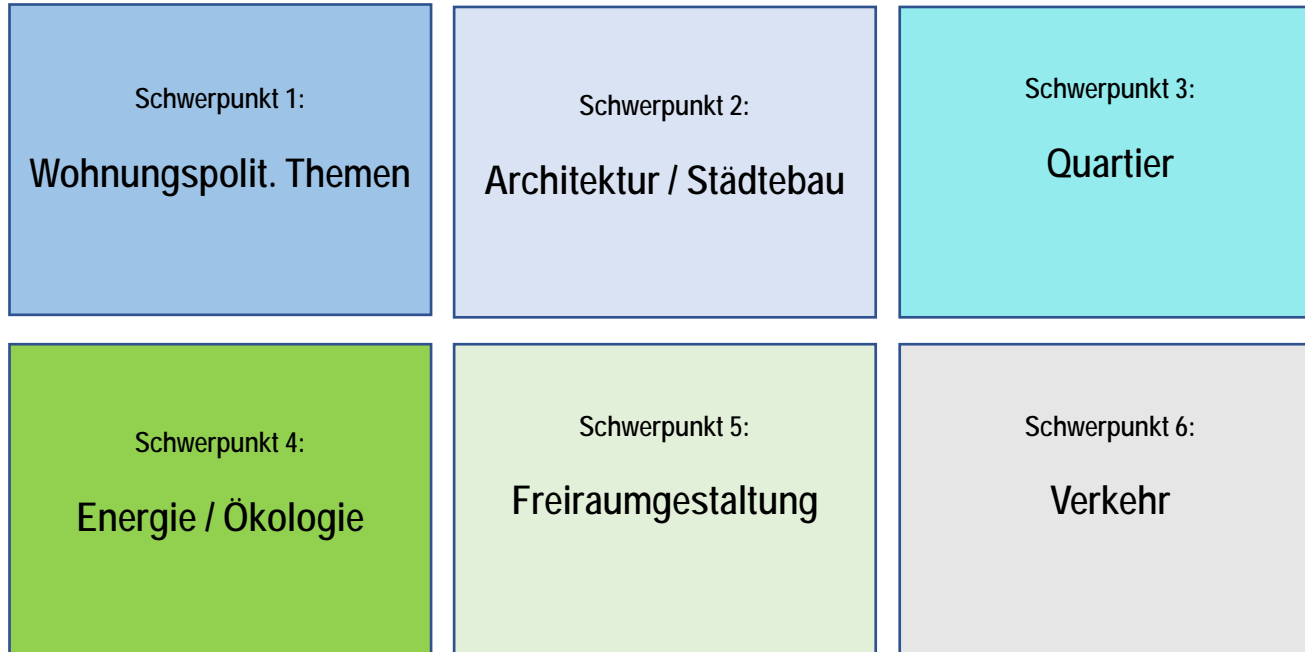 Schwerpunkt 1:
Wohnungspolit. Themen
Schwerpunkt 2:
Architektur / Städtebau
Schwerpunkt 3:
Quartier
Schwerpunkt 4:
Energie / Ökologie
Schwerpunkt 5:
Freiraumgestaltung
Schwerpunkt 6:
Verkehr